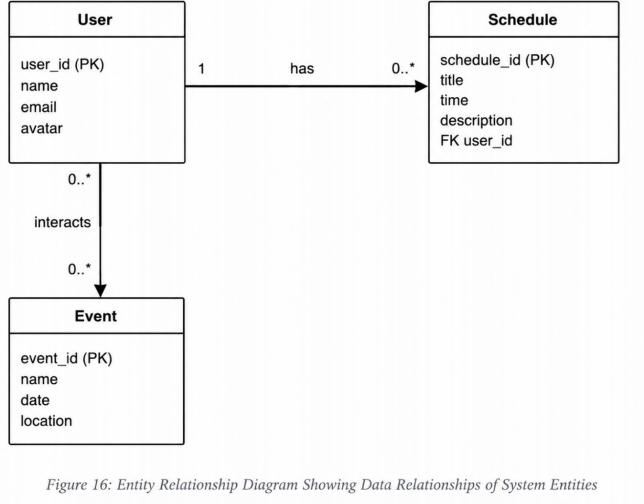 User
user_id (PK)
name
email
avatar
1 has 0..*
Schedule
schedule_id (PK)
title
time
description
FK user_id
0..*
interacts
0..*
Event
event_id (PK)
name
date
location
Figure 16: Entity Relationship Diagram Showing Data Relationships of System Entities